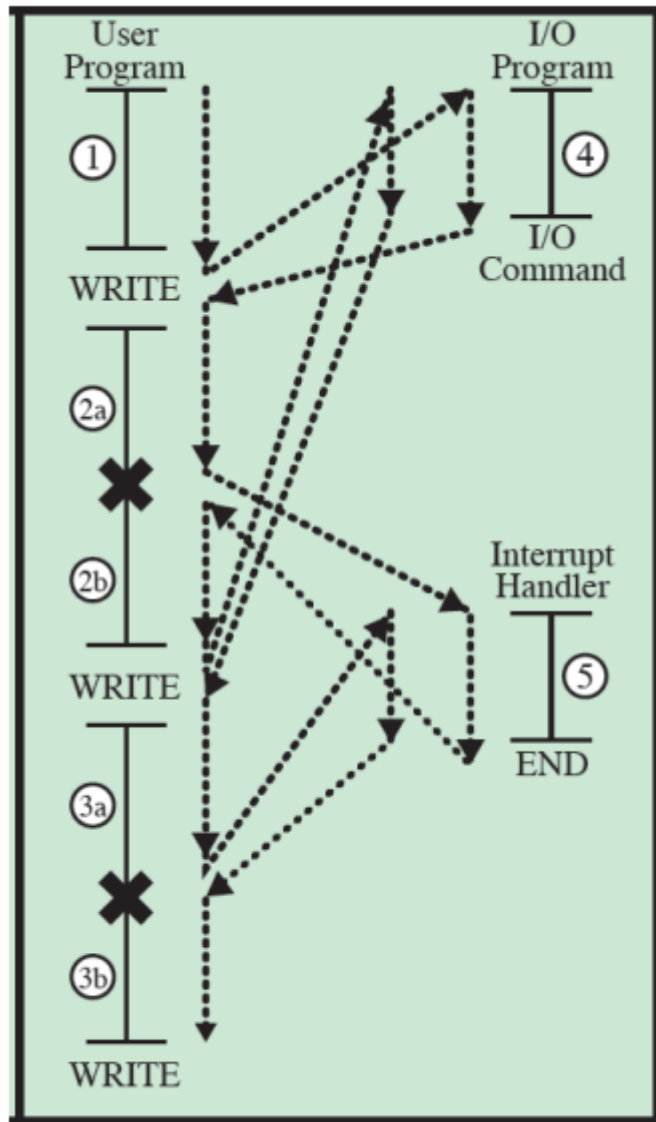 User
Program
1
WRITE
2a
2b
WRITE
3a
3b
WRITE
I/O
Program
4
I/O
Command
Interrupt
Handler
5
END